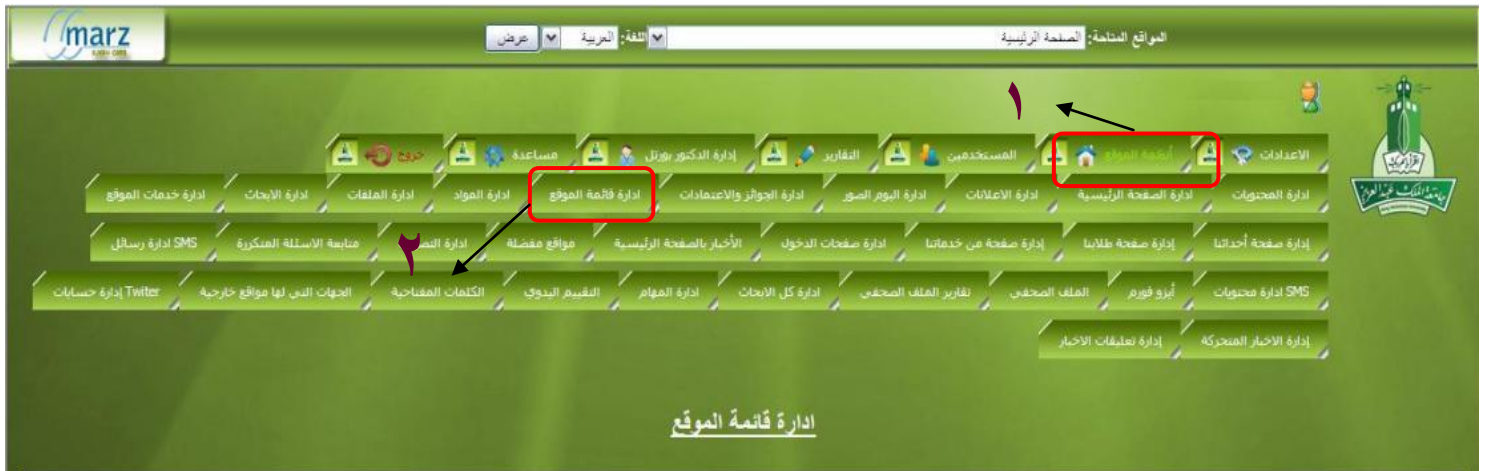 المواقع المتاحة: الصفحة الرئيسية اللغة: العربية عرض
marz
١
الاعدادات أنظمة الموقع المستخدمين التقارير إدارة الدكتور بورتل مساعدة خروج
ادارة المحتويات ادارة الصفحة الرئيسية ادارة الاعلانات ادارة البوم الصور ادارة الجوائز والاعتمادات ادارة قائمة الموقع ادارة المواد ادارة الملفات ادارة الابحاث ادارة خدمات الموقع
إدارة صفحة أحداثنا إدارة صفحة طلابنا إدارة صفحة من خدماتنا ادارة صفحات الدخول الأخبار بالصفحة الرئيسية مواقع مفضلة ادارة متابعة الاسئلة المتكررة SMS ادارة رسائل
٢
SMS ادارة محتويات أيزو فورم الملف الصحفي تقارير الملف الصحفي ادارة كل الابحاث ادارة المهام التقييم اليدوي الكلمات المفتاحية الجهات التي لها مواقع خارجية Twiter إدارة حسابات
إدارة الاخبار المتحركة إدارة تعليقات الاخبار
ادارة قائمة الموقع